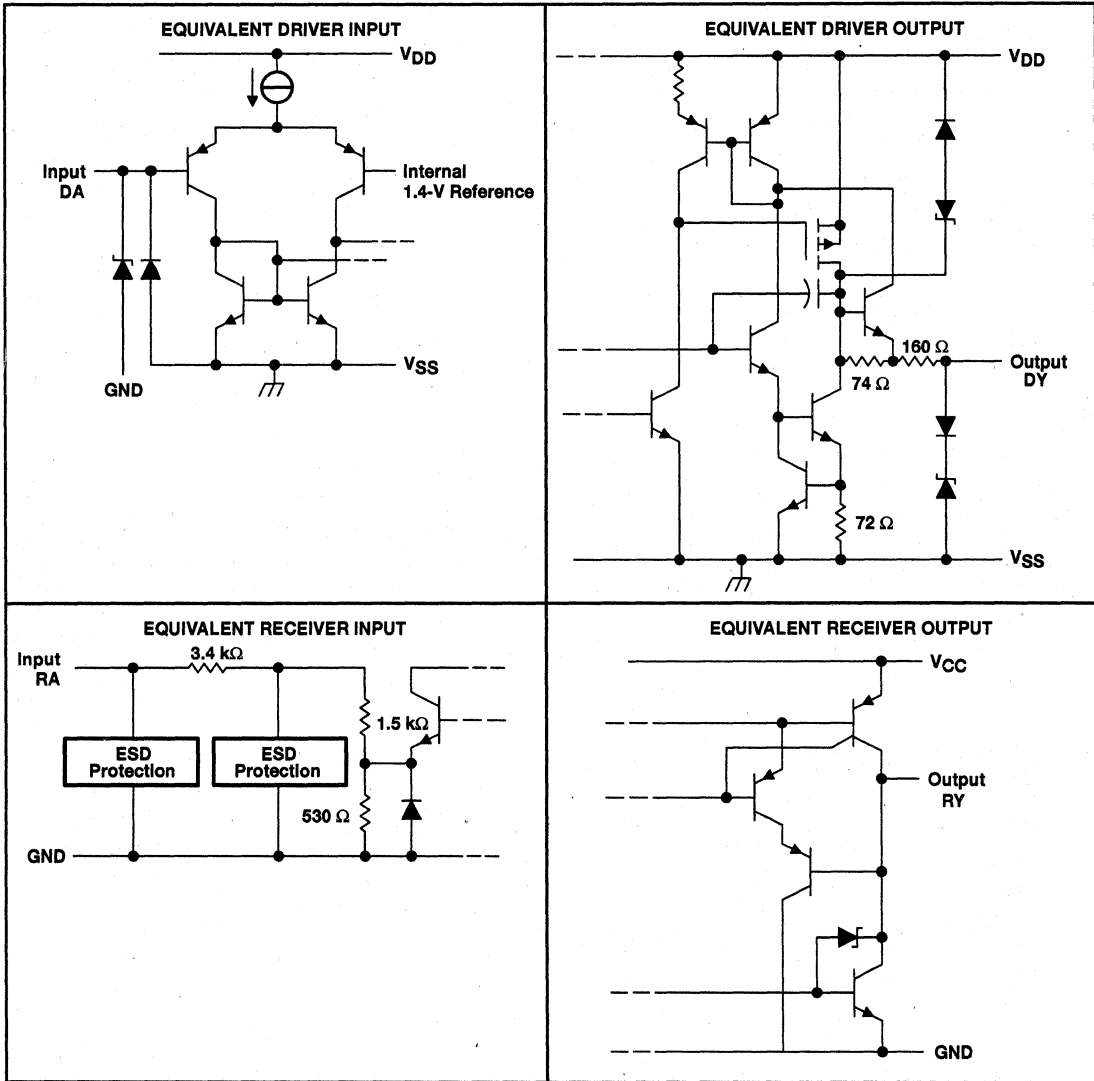 EQUIVALENT DRIVER INPUT
VDD
Input
DA
Internal
1.4-V Reference
VSS
GND
EQUIVALENT DRIVER OUTPUT
VDD
160 Ω
74 Ω
Output
DY
72 Ω
VSS
EQUIVALENT RECEIVER INPUT
Input
RA
3.4 kΩ
1.5 kΩ
ESD
Protection
ESD
Protection
530 Ω
GND
EQUIVALENT RECEIVER OUTPUT
VCC
Output
RY
GND